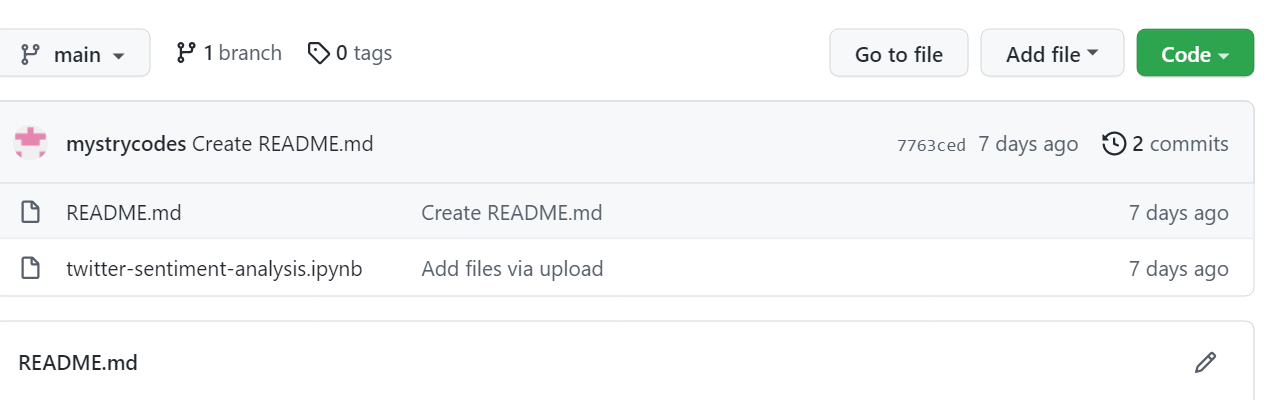 main 1 branch 0 tags Go to file Add file Code
mystrycodes Create README.md 7763ced 7 days ago 2 commits
README.md Create README.md 7 days ago
twitter-sentiment-analysis.ipynb Add files via upload 7 days ago
README.md